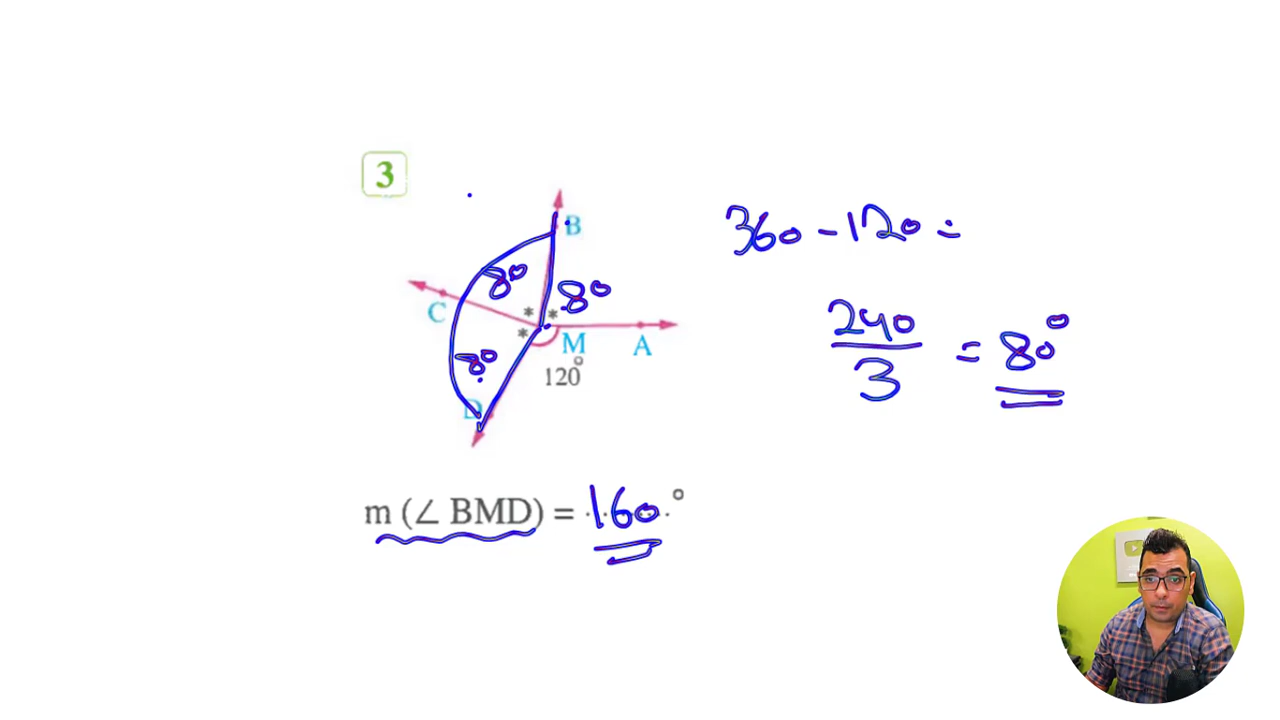 3
B
360 - 120 =
80
80°
C
* *
*
M
A
240/3 = 80°
80
120°
D
m (∠ BMD) = 160°